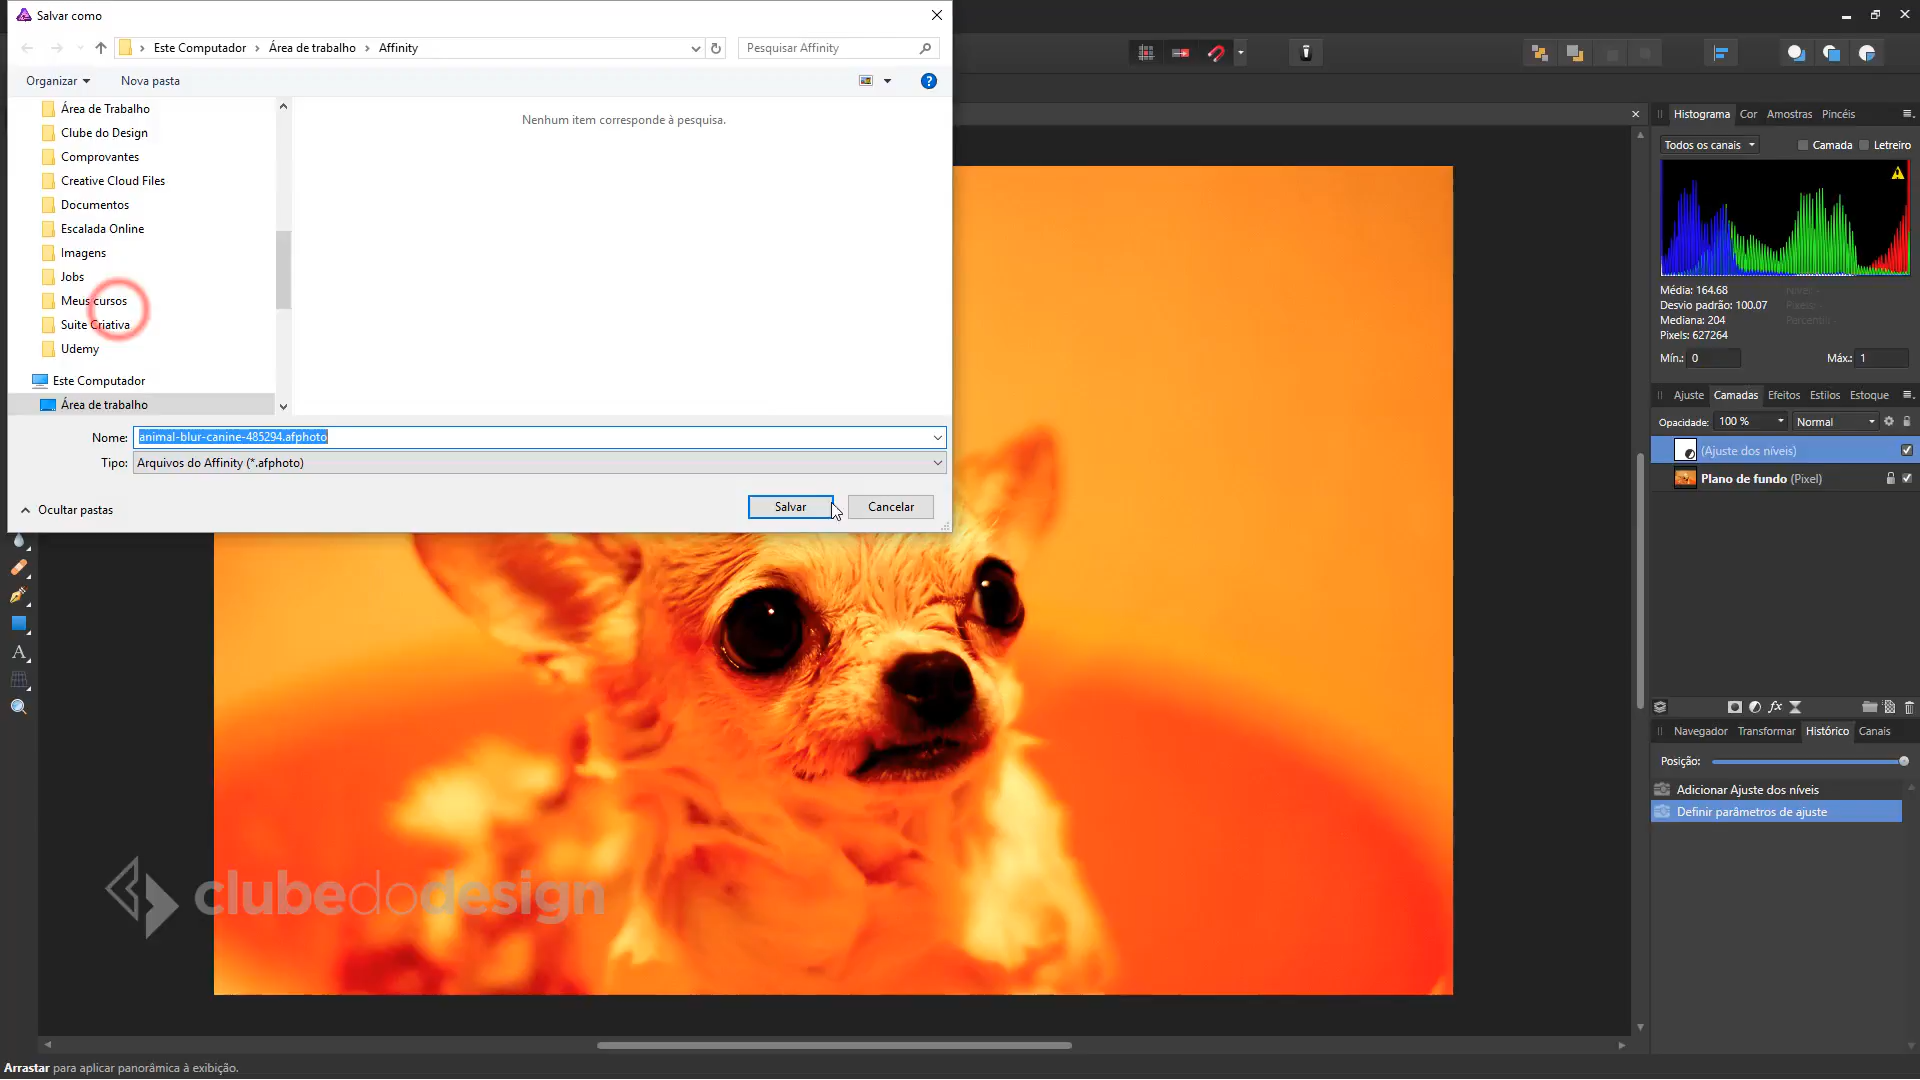 Salvar como
Este Computador > Área de trabalho > Affinity
Pesquisar Affinity
Organizar
Nova pasta
Área de Trabalho
Clube do Design
Comprovantes
Creative Cloud Files
Documentos
Escalada Online
Imagens
Jobs
Meus cursos
Suite Criativa
Udemy
Este Computador
Área de trabalho
Nenhum item corresponde à pesquisa.
Nome: animal-blur-canine-485294.afphoto
Tipo: Arquivos do Affinity (*.afphoto)
Ocultar pastas
Salvar
Cancelar
Histograma Cor Amostras Pincéis
Todos os canais
Camada
Letreiro
Média: 164.68
Desvio padrão: 100.07
Mediana: 204
Pixels: 627264
Mín.: 0
Máx.: 1
Ajuste Camadas Efeitos Estilos Estoque
Opacidade: 100 %
Normal
(Ajuste dos níveis)
Plano de fundo (Pixel)
Navegador Transformar Histórico Canais
Posição:
Adicionar Ajuste dos níveis
Definir parâmetros de ajuste
clubedodesign
Arrastar para aplicar panorâmica à exibição.